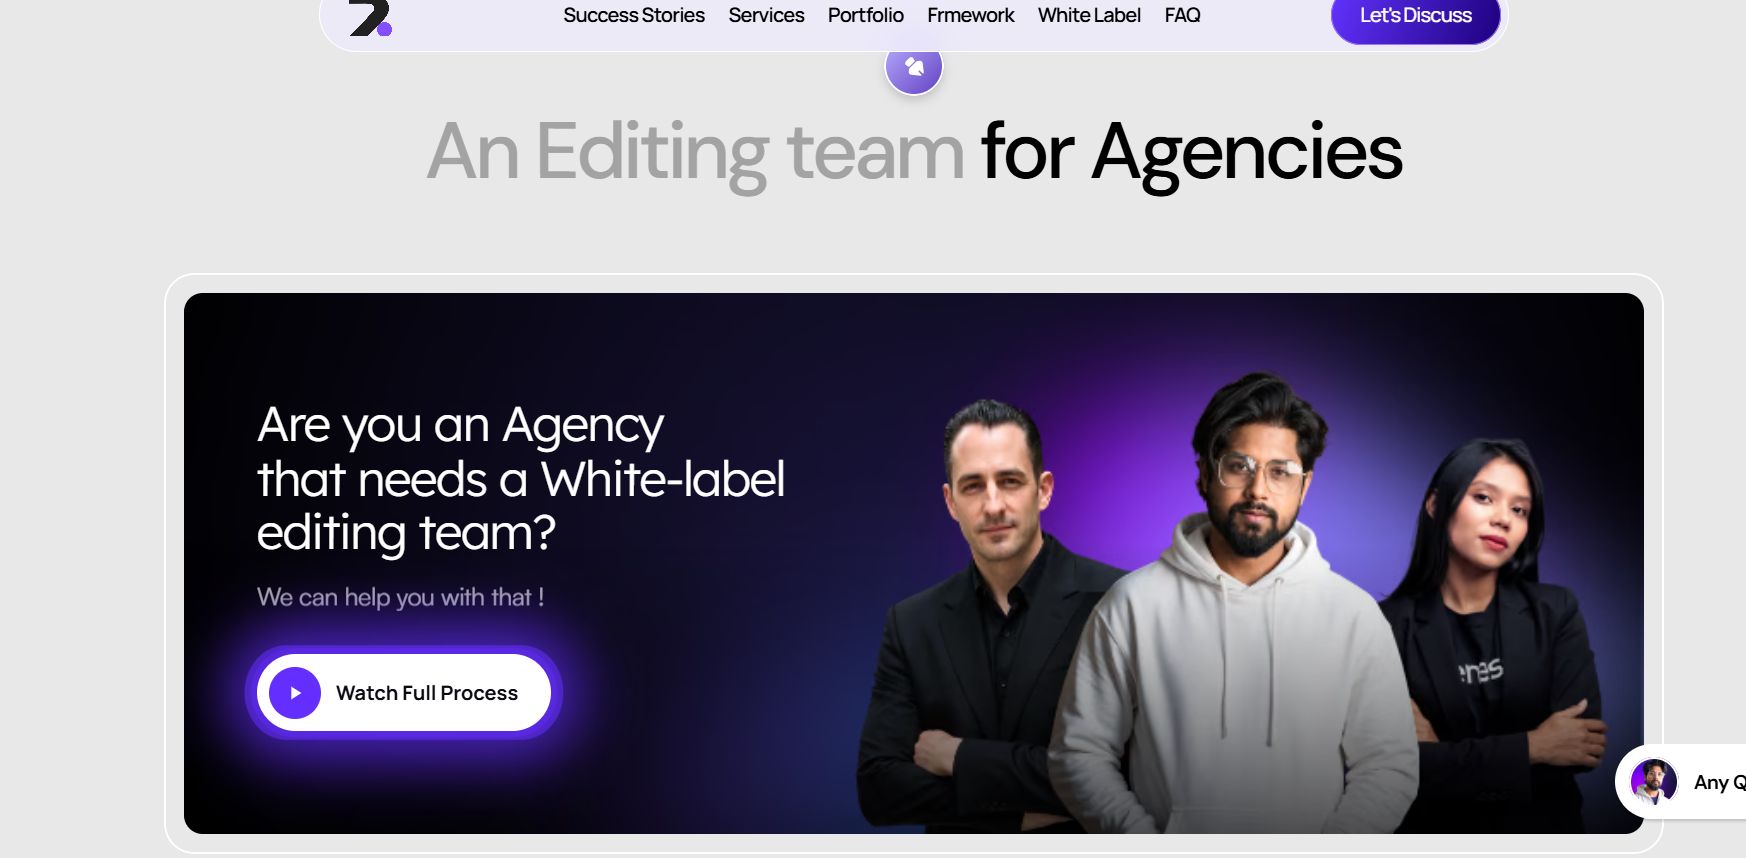 Success Stories Services Portfolio Frmework White Label FAQ Let's Discuss
An Editing team for Agencies
Are you an Agency
that needs a White-label
editing team?
We can help you with that !
Watch Full Process
Any Q